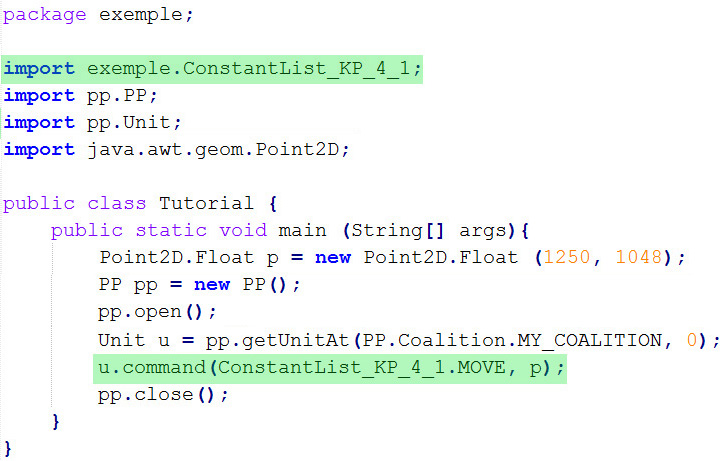 package exemple;
import exemple.ConstantList_KP_4_1;
import pp.PP;
import pp.Unit;
import java.awt.geom.Point2D;
public class Tutorial {
public static void main (String[] args){
Point2D.Float p = new Point2D.Float (1250, 1048);
PP pp = new PP();
pp.open();
Unit u = pp.getUnitAt(PP.Coalition.MY_COALITION, 0);
u.command(ConstantList_KP_4_1.MOVE, p);
pp.close();
}
}